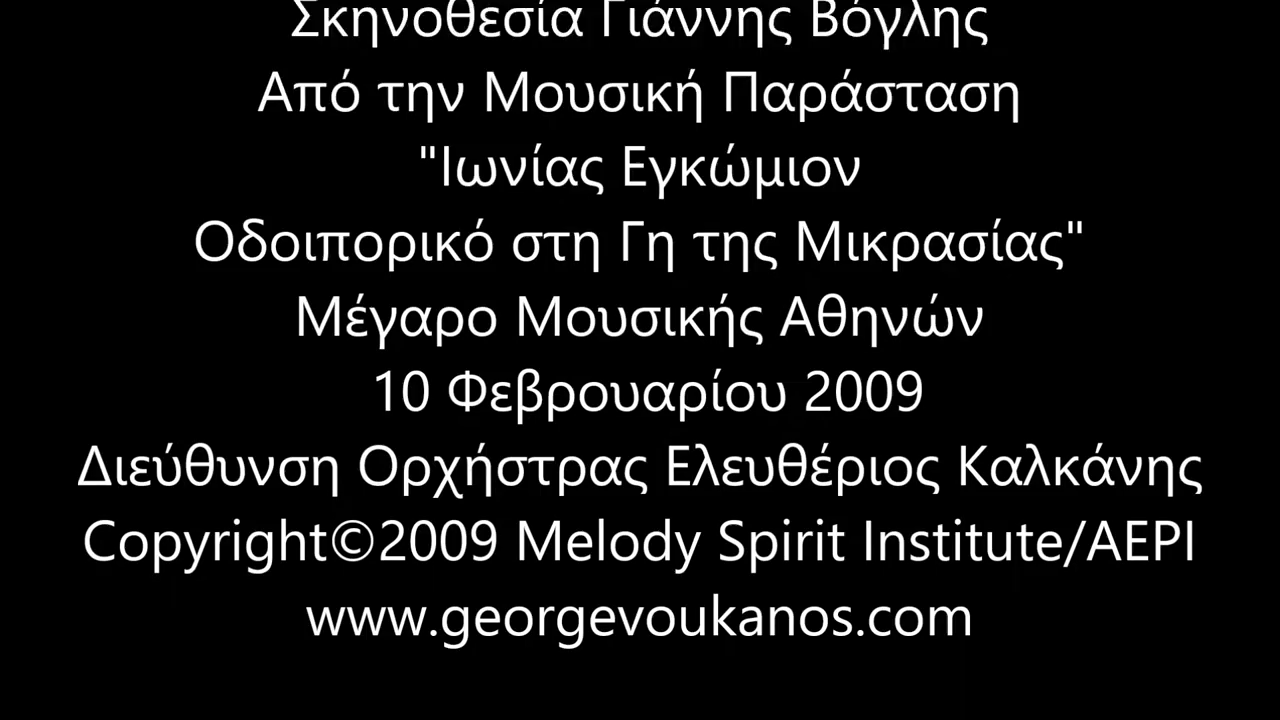 Σκηνοθεσία Γιάννης Βόγλης
Από την Μουσική Παράσταση
"Ιωνίας Εγκώμιον
Οδοιπορικό στη Γη της Μικρασίας"
Μέγαρο Μουσικής Αθηνών
10 Φεβρουαρίου 2009
Διεύθυνση Ορχήστρας Ελευθέριος Καλκάνης
Copyright©2009 Melody Spirit Institute/AEPI
www.georgevoukanos.com